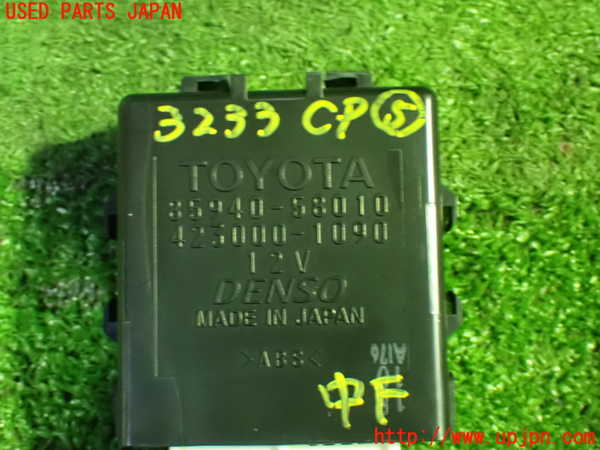 USED PARTS JAPAN
3233 CP⑤
TOYOTA
85940-58010
425000-1090
12V
DENSO
MADE IN JAPAN
>ABS<
A176
中F
http://www.upjpn.com